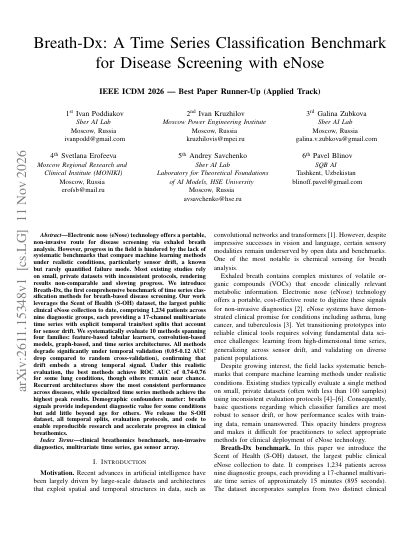 Breath-Dx: A Time Series Classification Benchmark
for Disease Screening with eNose
IEEE ICDM 2026 — Best Paper Runner-Up (Applied Track)
1st Ivan Poddiakov
Sber AI Lab
Moscow, Russia
ivanpodd@gmail.com
2nd Ivan Kruzhilov
Moscow Power Engineering Institute
Moscow, Russia
kruzhilovis@mpei.ru
3rd Galina Zubkova
Sber AI Lab
Moscow, Russia
galina.v.zubkova@gmail.com
4th Svetlana Erofeeva
Moscow Regional Research and
Clinical Institute (MONIKI)
Moscow, Russia
erofsb@mail.ru
5th Andrey Savchenko
Sber AI Lab
Laboratory for Theoretical Foundations
of AI Models, HSE University
Moscow, Russia
avsavchenko@hse.ru
6th Pavel Blinov
SQB AI
Tashkent, Uzbekistan
blinoff.pavel@gmail.com
arXiv:2611.15348v1 [cs.LG] 11 Nov 2026
Abstract—Electronic nose (eNose) technology offers a portable,
non-invasive route for disease screening via exhaled breath
analysis. However, progress in the field is hindered by the lack of
systematic benchmarks that compare machine learning methods
under realistic conditions, particularly sensor drift, a known
but rarely quantified failure mode. Most existing studies rely
on small, private datasets with inconsistent protocols, rendering
results non-comparable and slowing progress. We introduce
Breath-Dx, the first comprehensive benchmark of time series clas-
sification methods for breath-based disease screening. Our work
leverages the Scent of Health (S-OH) dataset, the largest public
clinical eNose collection to date, comprising 1,234 patients across
nine diagnostic groups, each providing a 17-channel multivariate
time series with explicit temporal train/test splits that account
for sensor drift. We systematically evaluate 10 methods spanning
four families: feature-based tabular learners, convolution-based
models, graph-based, and time series architectures. All methods
degrade significantly under temporal validation (0.05-0.12 AUC
drop compared to random cross-validation), confirming that
drift embeds a strong temporal signal. Under this realistic
evaluation, the best methods achieve ROC AUC of 0.744-0.76
for some lung conditions, though others remain near chance.
Recurrent architectures show the most consistent performance
across diseases, while specialized time series methods achieve the
highest peak results. Demographic confounders matter: breath
signals provide independent diagnostic value for some conditions
but add little beyond age for others. We release the S-OH
dataset, all temporal splits, evaluation protocols, and code to
enable reproducible research and accelerate progress in clinical
breathomics.
Index Terms—clinical breathomics benchmark, non-invasive
diagnostics, multivariate time series, gas sensor array.
I. INTRODUCTION
Motivation. Recent advances in artificial intelligence have
been largely driven by large-scale datasets and architectures
that exploit spatial and temporal structures in data, such as
convolutional networks and transformers [1]. However, despite
impressive successes in vision and language, certain sensory
modalities remain underserved by open data and benchmarks.
One of the most notable is chemical sensing for breath
analysis.
Exhaled breath contains complex mixtures of volatile or-
ganic compounds (VOCs) that encode clinically relevant
metabolic information. Electronic nose (eNose) technology
offers a portable, cost-effective route to digitize these signals
for non-invasive diagnostics [2]. eNose systems have demon-
strated clinical promise for conditions including asthma, lung
cancer, and tuberculosis [3]. Yet transitioning prototypes into
reliable clinical tools requires solving fundamental data sci-
ence challenges: learning from high-dimensional time series,
generalizing across sensor drift, and validating on diverse
patient populations.
Despite growing interest, the field lacks systematic bench-
marks that compare machine learning methods under realistic
conditions. Existing studies typically evaluate a single method
on small, private datasets (often with less than 100 samples)
using inconsistent evaluation protocols [4]–[6]. Consequently,
basic questions regarding which classifier families are most
robust to sensor drift, or how performance scales with train-
ing data, remain unanswered. This opacity hinders progress
and makes it difficult for practitioners to select appropriate
methods for clinical deployment of eNose technology.
Breath-Dx benchmark. In this paper we introduce the
Scent of Health (S-OH) dataset, the largest public clinical
eNose collection to date. It comprises 1,234 patients across
nine diagnostic groups, each providing a 17-channel multivari-
ate time series of approximately 15 minutes (895 seconds).
The dataset incorporates samples from two distinct clinical